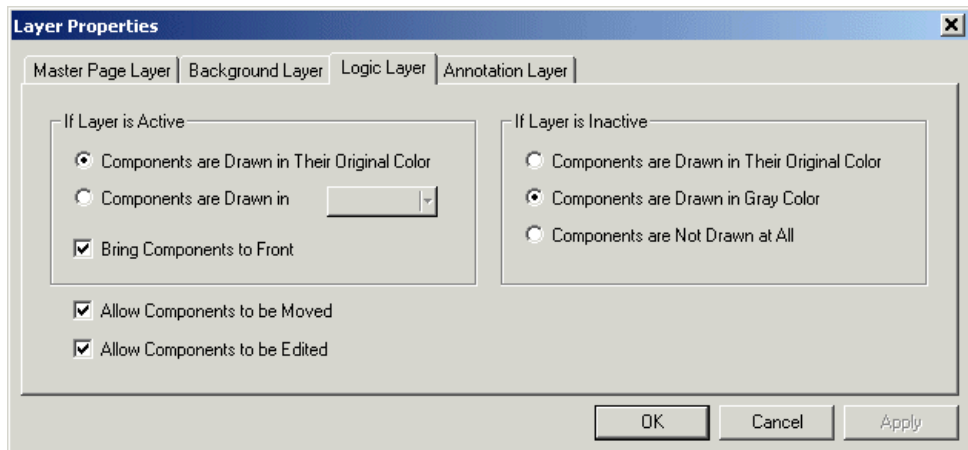 Layer Properties
Master Page Layer Background Layer Logic Layer Annotation Layer
If Layer is Active
Components are Drawn in Their Original Color
Components are Drawn in
Bring Components to Front
If Layer is Inactive
Components are Drawn in Their Original Color
Components are Drawn in Gray Color
Components are Not Drawn at All
Allow Components to be Moved
Allow Components to be Edited
OK Cancel Apply